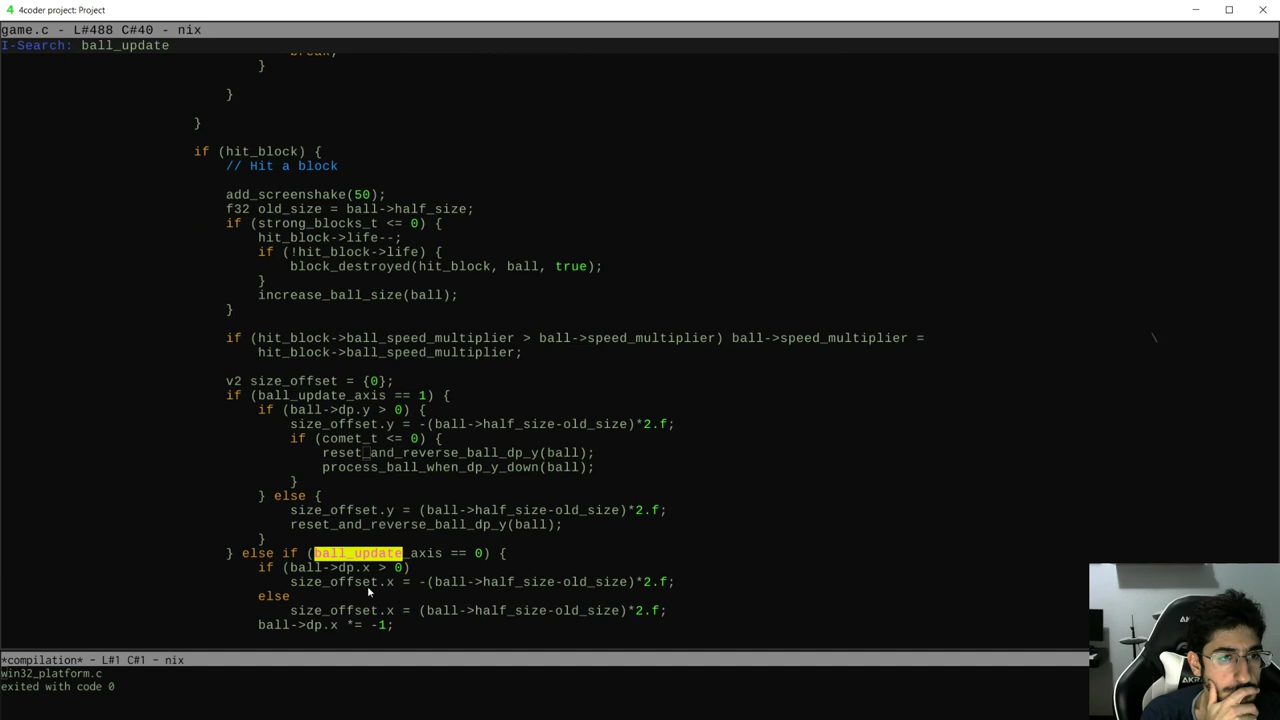 4coder project: Project
game.c - L#488 C#40 - nix
I-Search: ball_update
break;
}
}
}
if (hit_block) {
// Hit a block
add_screenshake(50);
f32 old_size = ball->half_size;
if (strong_blocks_t <= 0) {
hit_block->life--;
if (!hit_block->life) {
block_destroyed(hit_block, ball, true);
}
increase_ball_size(ball);
}
if (hit_block->ball_speed_multiplier > ball->speed_multiplier) ball->speed_multiplier = \
hit_block->ball_speed_multiplier;
v2 size_offset = {0};
if (ball_update_axis == 1) {
if (ball->dp.y > 0) {
size_offset.y = -(ball->half_size-old_size)*2.f;
if (comet_t <= 0) {
reset_and_reverse_ball_dp_y(ball);
process_ball_when_dp_y_down(ball);
}
} else {
size_offset.y = (ball->half_size-old_size)*2.f;
reset_and_reverse_ball_dp_y(ball);
}
} else if (ball_update_axis == 0) {
if (ball->dp.x > 0)
size_offset.x = -(ball->half_size-old_size)*2.f;
else
size_offset.x = (ball->half_size-old_size)*2.f;
ball->dp.x *= -1;
*compilation* - L#1 C#1 - nix
win32_platform.c
exited with code 0